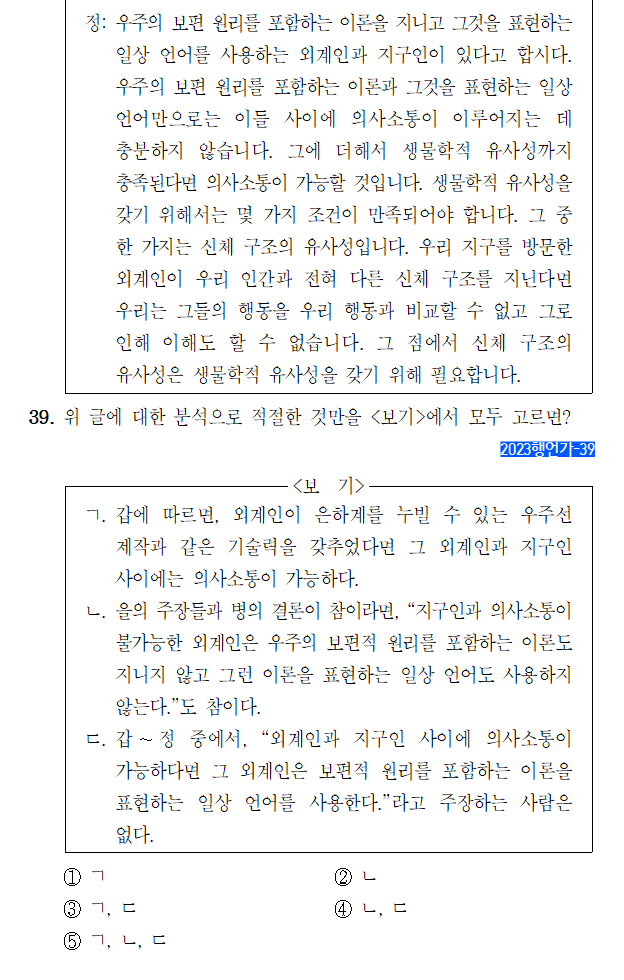 정: 우주의 보편 원리를 포함하는 이론을 지니고 그것을 표현하는
일상 언어를 사용하는 외계인과 지구인이 있다고 합시다.
우주의 보편 원리를 포함하는 이론과 그것을 표현하는 일상
언어만으로는 이들 사이에 의사소통이 이루어지는 데
충분하지 않습니다. 그에 더해서 생물학적 유사성까지
충족된다면 의사소통이 가능할 것입니다. 생물학적 유사성을
갖기 위해서는 몇 가지 조건이 만족되어야 합니다. 그 중
한 가지는 신체 구조의 유사성입니다. 우리 지구를 방문한
외계인이 우리 인간과 전혀 다른 신체 구조를 지닌다면
우리는 그들의 행동을 우리 행동과 비교할 수 없고 그로
인해 이해도 할 수 없습니다. 그 점에서 신체 구조의
유사성은 생물학적 유사성을 갖기 위해 필요합니다.
39. 위 글에 대한 분석으로 적절한 것만을 <보기>에서 모두 고르면?
2023행언가-39
<보 기>
ㄱ. 갑에 따르면, 외계인이 은하계를 누빌 수 있는 우주선
제작과 같은 기술력을 갖추었다면 그 외계인과 지구인
사이에는 의사소통이 가능하다.
ㄴ. 을의 주장들과 병의 결론이 참이라면, “지구인과 의사소통이
불가능한 외계인은 우주의 보편적 원리를 포함하는 이론도
지니지 않고 그런 이론을 표현하는 일상 언어도 사용하지
않는다.”도 참이다.
ㄷ. 갑~정 중에서, “외계인과 지구인 사이에 의사소통이
가능하다면 그 외계인은 보편적 원리를 포함하는 이론을
표현하는 일상 언어를 사용한다.”라고 주장하는 사람은
없다.
① ㄱ ② ㄴ
③ ㄱ, ㄷ ④ ㄴ, ㄷ
⑤ ㄱ, ㄴ, ㄷ